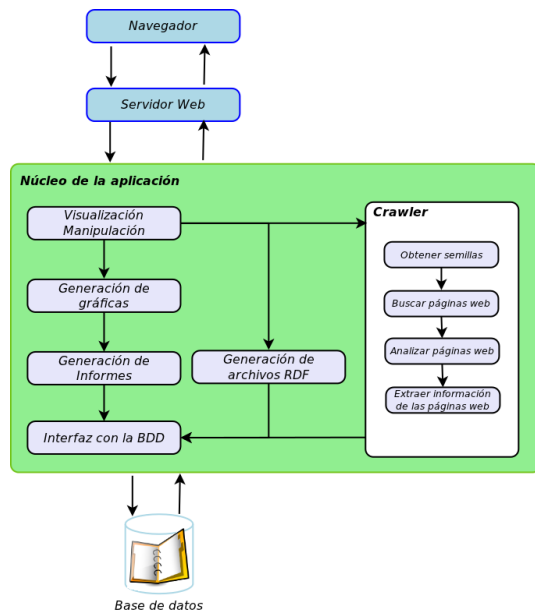 Navegador
Servidor Web
Núcleo de la aplicación
Visualización
Manipulación
Generación de
gráficas
Generación de
Informes
Interfaz con la BDD
Generación de
archivos RDF
Crawler
Obtener semillas
Buscar páginas web
Analizar páginas web
Extraer información
de las páginas web
Base de datos